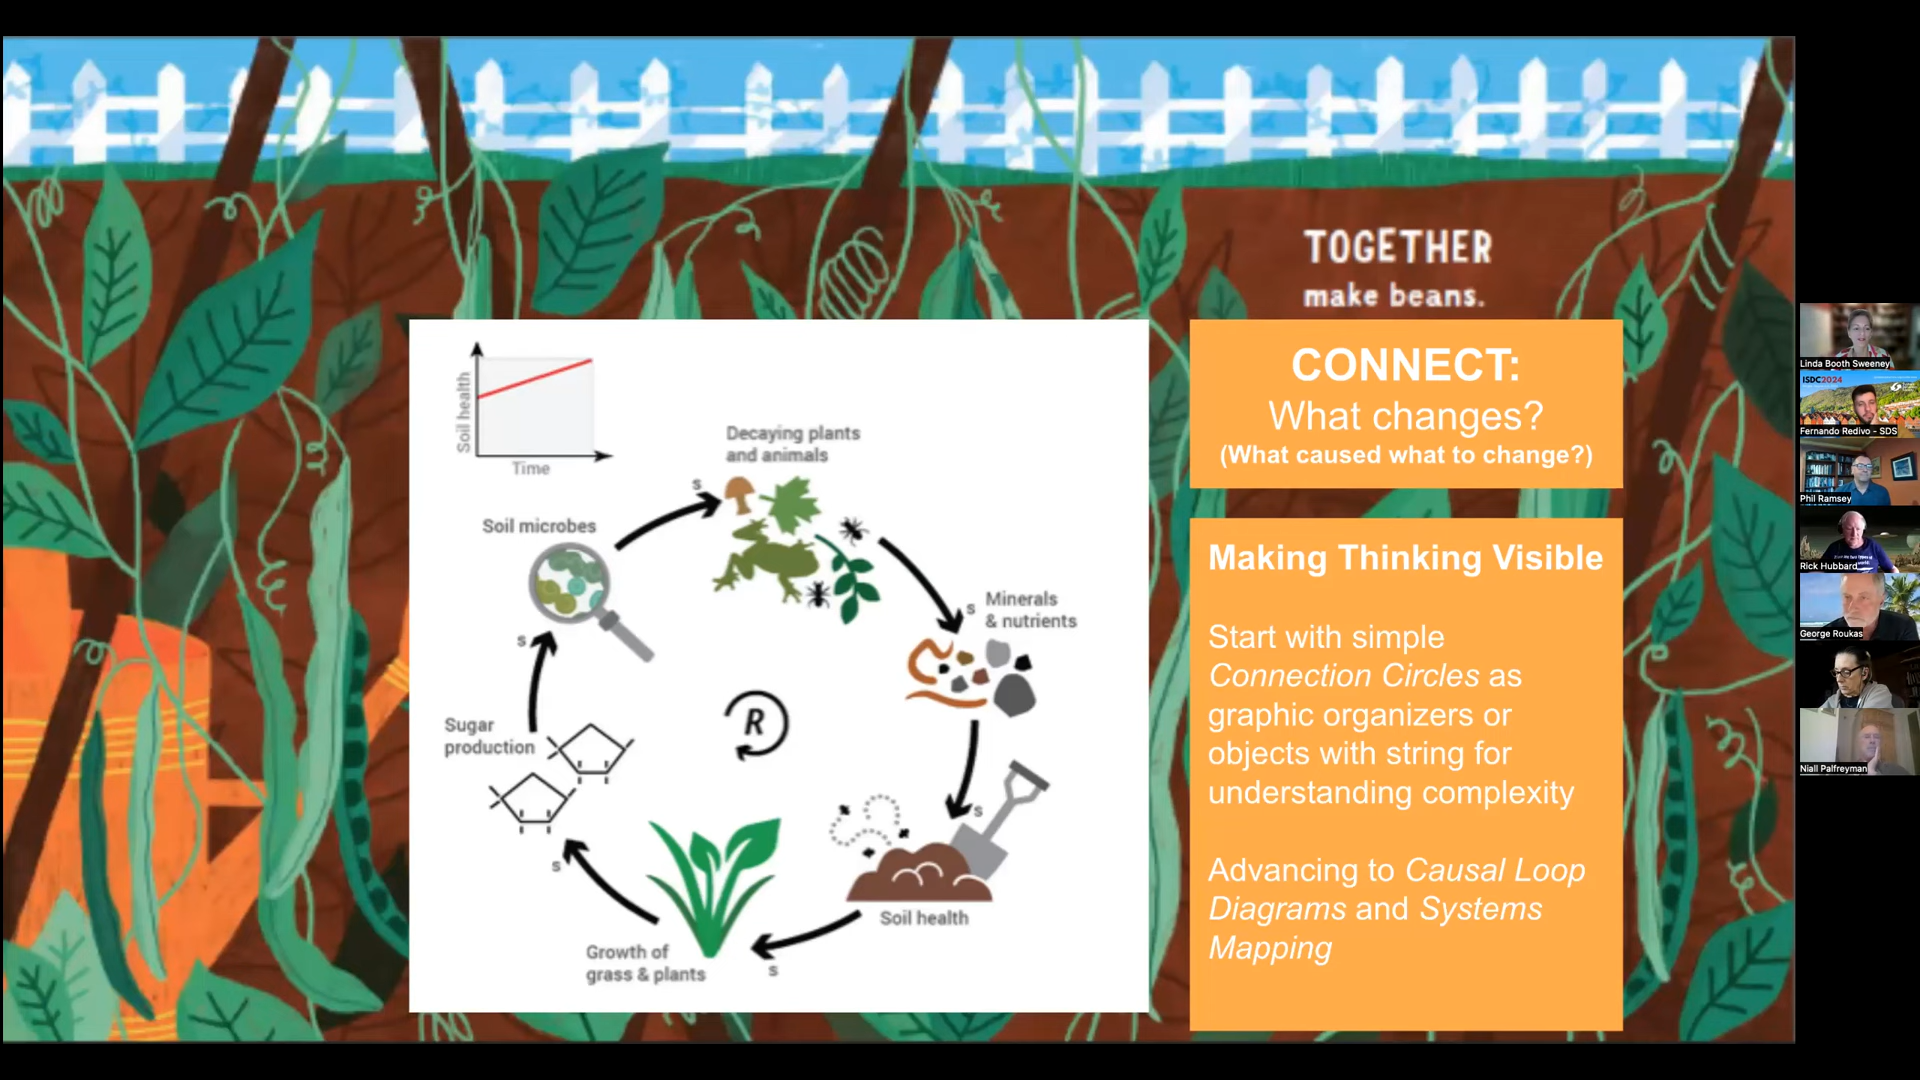 TOGETHER
make beans.
CONNECT:
What changes?
(What caused what to change?)
Making Thinking Visible
Start with simple
Connection Circles as
graphic organizers or
objects with string for
understanding complexity
Advancing to Causal Loop
Diagrams and Systems
Mapping
Soil health
Time
Decaying plants
and animals
s
Minerals
& nutrients
s
Soil health
s
Growth of
grass & plants
s
Sugar
production
s
Soil microbes
s
R
Linda Booth Sweeney
ISDC2024
Fernando Redivo - SDS
Phil Ramsey
Rick Hubbard
George Roukas
Niall Palfreyman